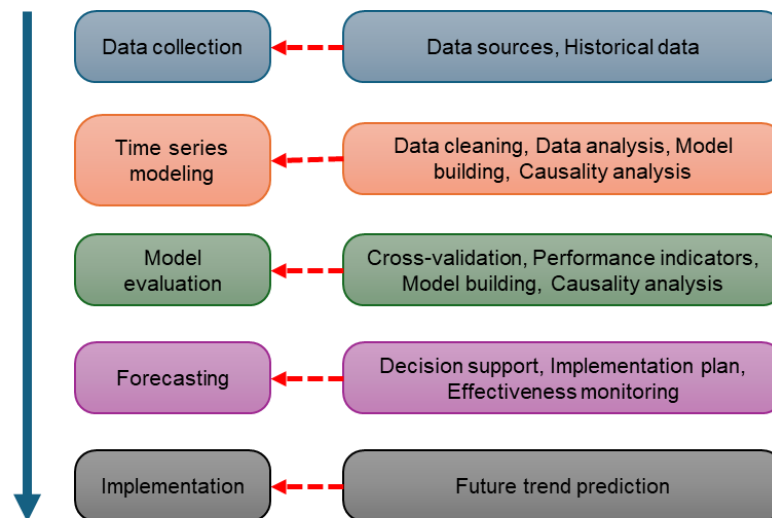 Data collection
Data sources, Historical data
Time series
modeling
Data cleaning, Data analysis, Model
building, Causality analysis
Model
evaluation
Cross-validation, Performance indicators,
Model building, Causality analysis
Forecasting
Decision support, Implementation plan,
Effectiveness monitoring
Implementation
Future trend prediction